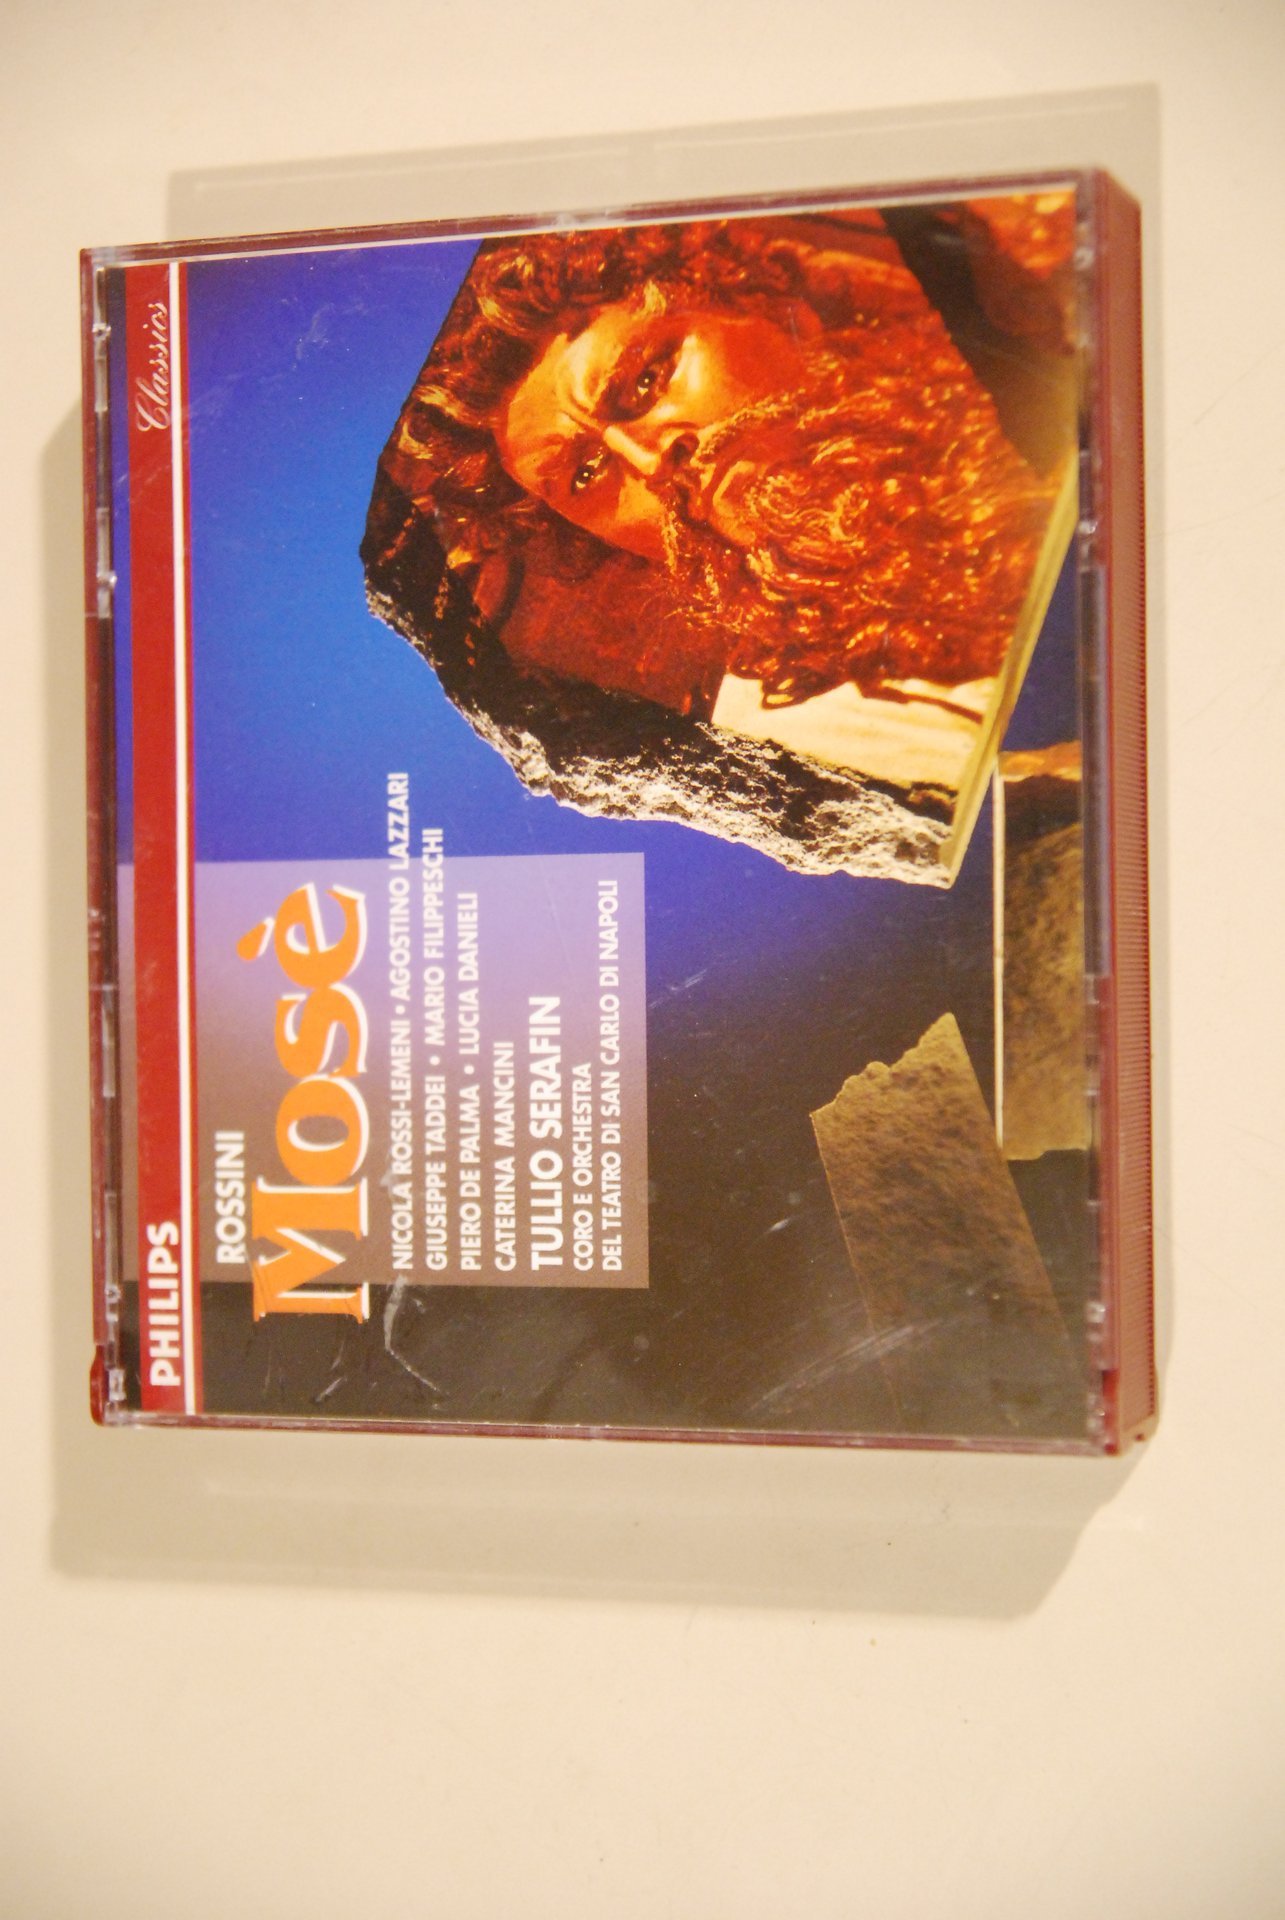 PHILIPS Classics
ROSSINI
Mosè
NICOLA ROSSI-LEMENI • AGOSTINO LAZZARI
GIUSEPPE TADDEI • MARIO FILIPPESCHI
PIERO DE PALMA • LUCIA DANIELI
CATERINA MANCINI
TULLIO SERAFIN
CORO E ORCHESTRA
DEL TEATRO DI SAN CARLO DI NAPOLI